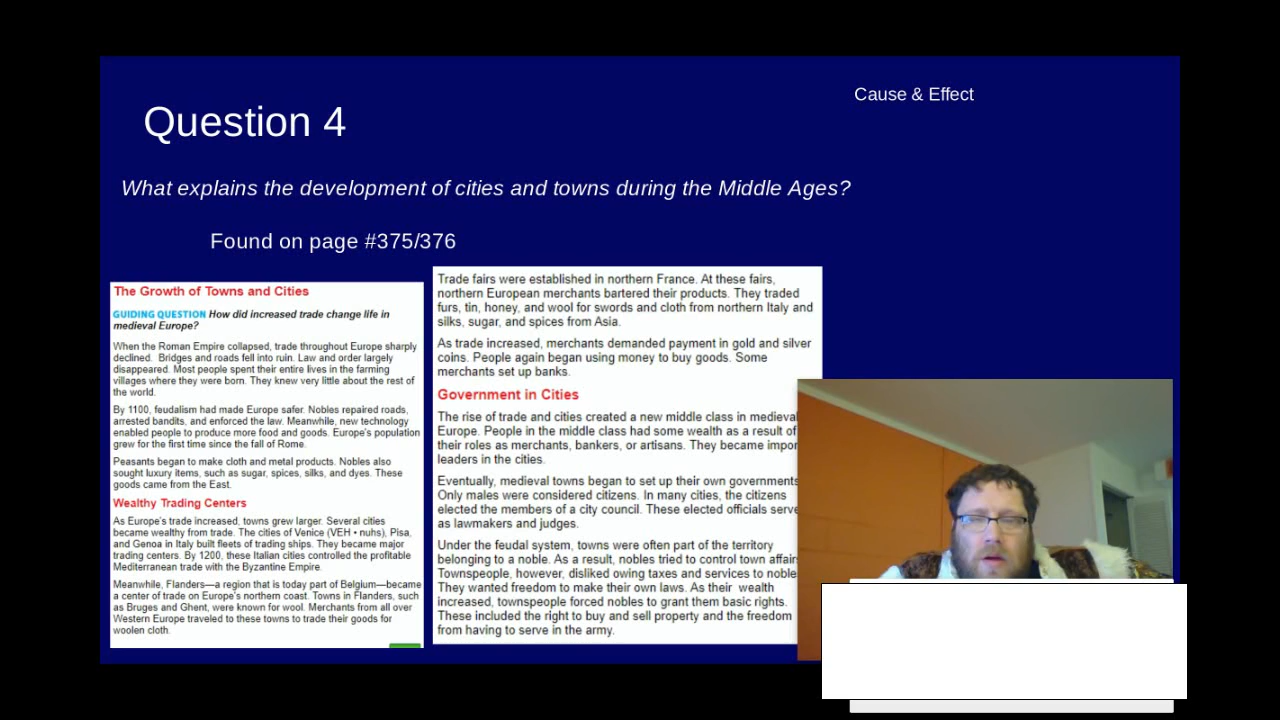 Cause & Effect
Question 4
What explains the development of cities and towns during the Middle Ages?
Found on page #375/376
The Growth of Towns and Cities
GUIDING QUESTION How did increased trade change life in
medieval Europe?
When the Roman Empire collapsed, trade throughout Europe sharply
declined. Bridges and roads fell into ruin. Law and order largely
disappeared. Most people spent their entire lives in the farming
villages where they were born. They knew very little about the rest of
the world.
By 1100, feudalism had made Europe safer. Nobles repaired roads,
arrested bandits, and enforced the law. Meanwhile, new technology
enabled people to produce more food and goods. Europe's population
grew for the first time since the fall of Rome.
Peasants began to make cloth and metal products. Nobles also
sought luxury items, such as sugar, spices, silks, and dyes. These
goods came from the East.
Wealthy Trading Centers
As Europe's trade increased, towns grew larger. Several cities
became wealthy from trade. The cities of Venice (VEH • nuhs), Pisa,
and Genoa in Italy built fleets of trading ships. They became major
trading centers. By 1200, these Italian cities controlled the profitable
Mediterranean trade with the Byzantine Empire.
Meanwhile, Flanders—a region that is today part of Belgium—became
a center of trade on Europe's northern coast. Towns in Flanders, such
as Bruges and Ghent, were known for wool. Merchants from all over
Western Europe traveled to these towns to trade their goods for
woolen cloth.
Trade fairs were established in northern France. At these fairs,
northern European merchants bartered their products. They traded
furs, tin, honey, and wool for swords and cloth from northern Italy and
silks, sugar, and spices from Asia.
As trade increased, merchants demanded payment in gold and silver
coins. People again began using money to buy goods. Some
merchants set up banks.
Government in Cities
The rise of trade and cities created a new middle class in medieval
Europe. People in the middle class had some wealth as a result of
their roles as merchants, bankers, or artisans. They became impor
leaders in the cities.
Eventually, medieval towns began to set up their own governments
Only males were considered citizens. In many cities, the citizens
elected the members of a city council. These elected officials serve
as lawmakers and judges.
Under the feudal system, towns were often part of the territory
belonging to a noble. As a result, nobles tried to control town affair
Townspeople, however, disliked owing taxes and services to noble
They wanted freedom to make their own laws. As their wealth
increased, townspeople forced nobles to grant them basic rights.
These included the right to buy and sell property and the freedom
from having to serve in the army.